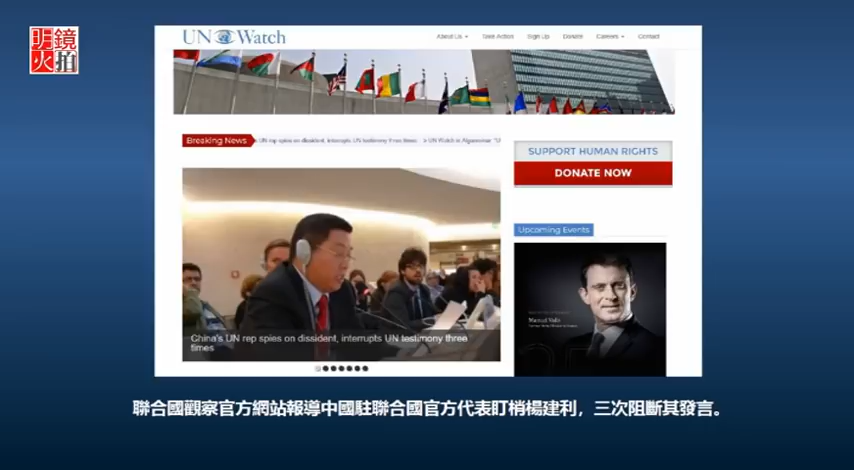 明鏡
火拍
UN Watch
About Us Take Action Sign Up Donate Careers Contact
Breaking News UN rep spies on dissident, interrupts UN testimony three times > UN Watch in
SUPPORT HUMAN RIGHTS
DONATE NOW
Upcoming Events
Manuel Valls
China's UN rep spies on dissident, interrupts UN testimony three
times
聯合國觀察官方網站報導中國駐聯合國官方代表盯梢楊建利，三次阻斷其發言。